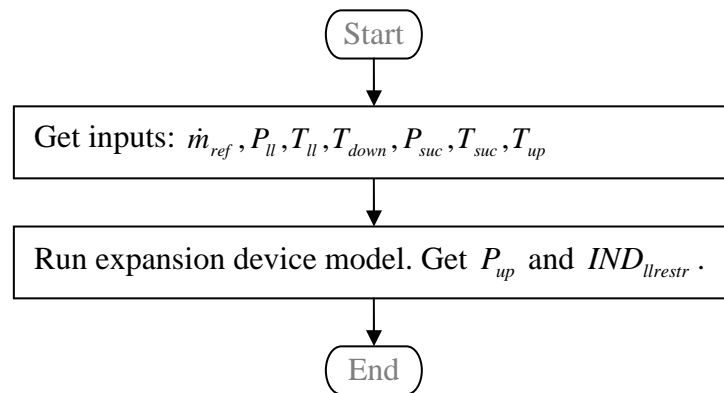 Start
Get inputs: ṁ_ref , P_ll , T_ll , T_down , P_suc , T_suc , T_up
Run expansion device model. Get P_up and IND_llrestr .
End